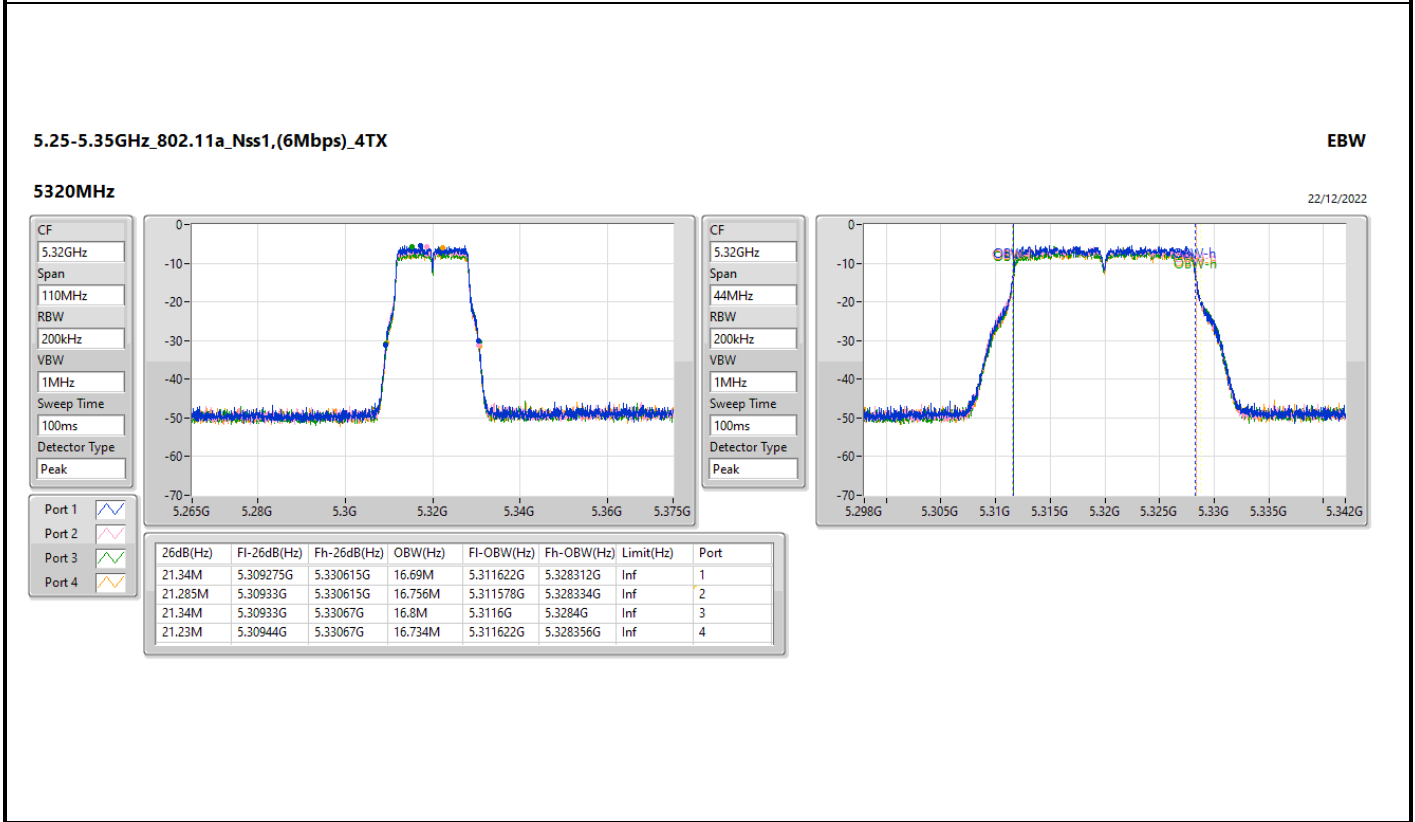 5.25-5.35GHz_802.11a_Nss1,(6Mbps)_4TX EBW
5320MHz 22/12/2022
CF
5.32GHz
Span
110MHz
RBW
200kHz
VBW
1MHz
Sweep Time
100ms
Detector Type
Peak
0
-10
-20
-30
-40
-50
-60
-70
5.265G 5.28G 5.3G 5.32G 5.34G 5.36G 5.375G
CF
5.32GHz
Span
44MHz
RBW
200kHz
VBW
1MHz
Sweep Time
100ms
Detector Type
Peak
0
-10
-20
-30
-40
-50
-60
-70
5.298G 5.305G 5.31G 5.315G 5.32G 5.325G 5.33G 5.335G 5.342G
Port 1
Port 2
Port 3
Port 4
26dB(Hz) Fl-26dB(Hz) Fh-26dB(Hz) OBW(Hz) Fl-OBW(Hz) Fh-OBW(Hz) Limit(Hz) Port
21.34M 5.309275G 5.330615G 16.69M 5.311622G 5.328312G Inf 1
21.285M 5.30933G 5.330615G 16.756M 5.311578G 5.328334G Inf 2
21.34M 5.30933G 5.33067G 16.8M 5.3116G 5.3284G Inf 3
21.23M 5.30944G 5.33067G 16.734M 5.311622G 5.328356G Inf 4